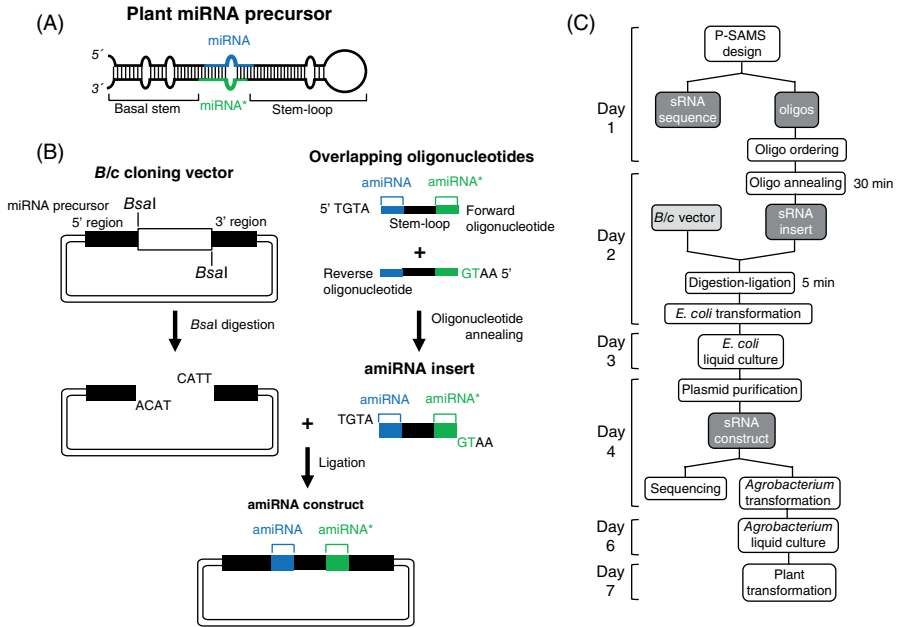 (A)
Plant miRNA precursor
miRNA
5´
3´
Basal stem
miRNA*
Stem-loop
(B)
B/c cloning vector
miRNA precursor
5' region
BsaI
3' region
BsaI
BsaI digestion
CATT
ACAT
Overlapping oligonucleotides
amiRNA
amiRNA*
5' TGTA
Stem-loop
Forward
oligonucleotide
+
Reverse
oligonucleotide
GTAA 5'
Oligonucleotide
annealing
amiRNA insert
amiRNA
amiRNA*
TGTA
GTAA
+
Ligation
amiRNA construct
amiRNA
amiRNA*
(C)
Day
1
P-SAMS
design
sRNA
sequence
oligos
Oligo ordering
Day
2
Oligo annealing
30 min
B/c vector
sRNA
insert
Digestion-ligation
5 min
E. coli transformation
Day
3
E. coli
liquid culture
Day
4
Plasmid purification
sRNA
construct
Sequencing
Agrobacterium
transformation
Day
6
Agrobacterium
liquid culture
Day
7
Plant
transformation